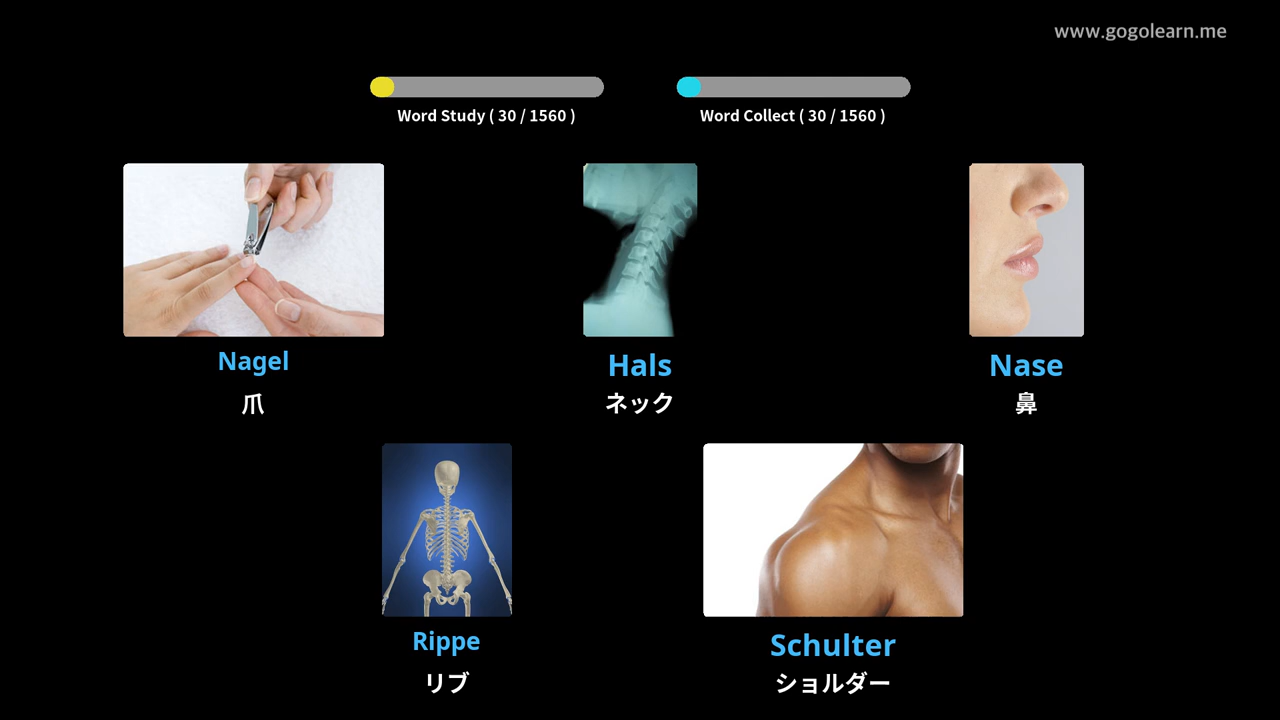 www.gogolearn.me
Word Study ( 30 / 1560 )
Word Collect ( 30 / 1560 )
Nagel
爪
Hals
ネック
Nase
鼻
Rippe
リブ
Schulter
ショルダー